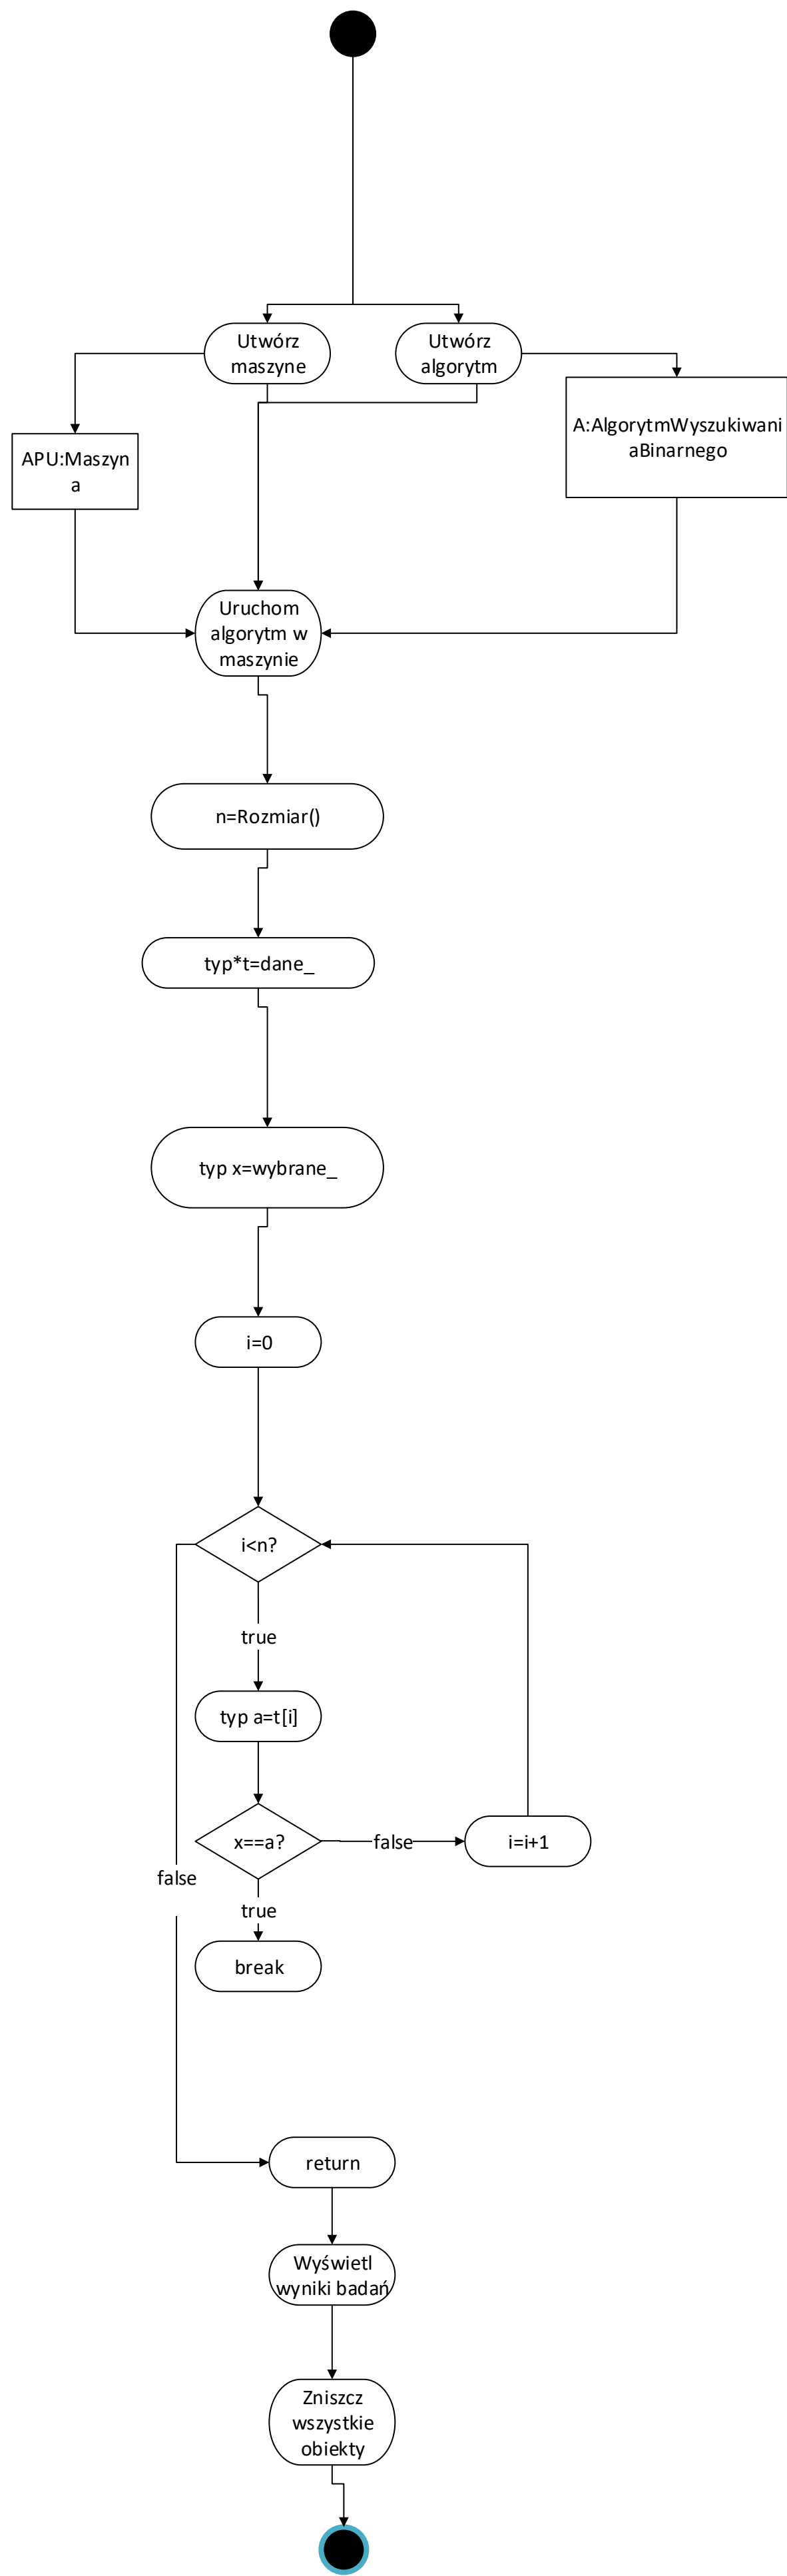 Utwórz
maszyne
Utwórz
algorytm
A:AlgorytmWyszukiwani
aBinarnego
APU:Maszyn
a
Uruchom
algorytm w
maszynie
n=Rozmiar()
typ*t=dane_
typ x=wybrane_
i=0
i<n?
true
typ a=t[i]
x==a?
false
i=i+1
false
true
break
return
Wyświetl
wyniki badań
Zniszcz
wszystkie
obiekty